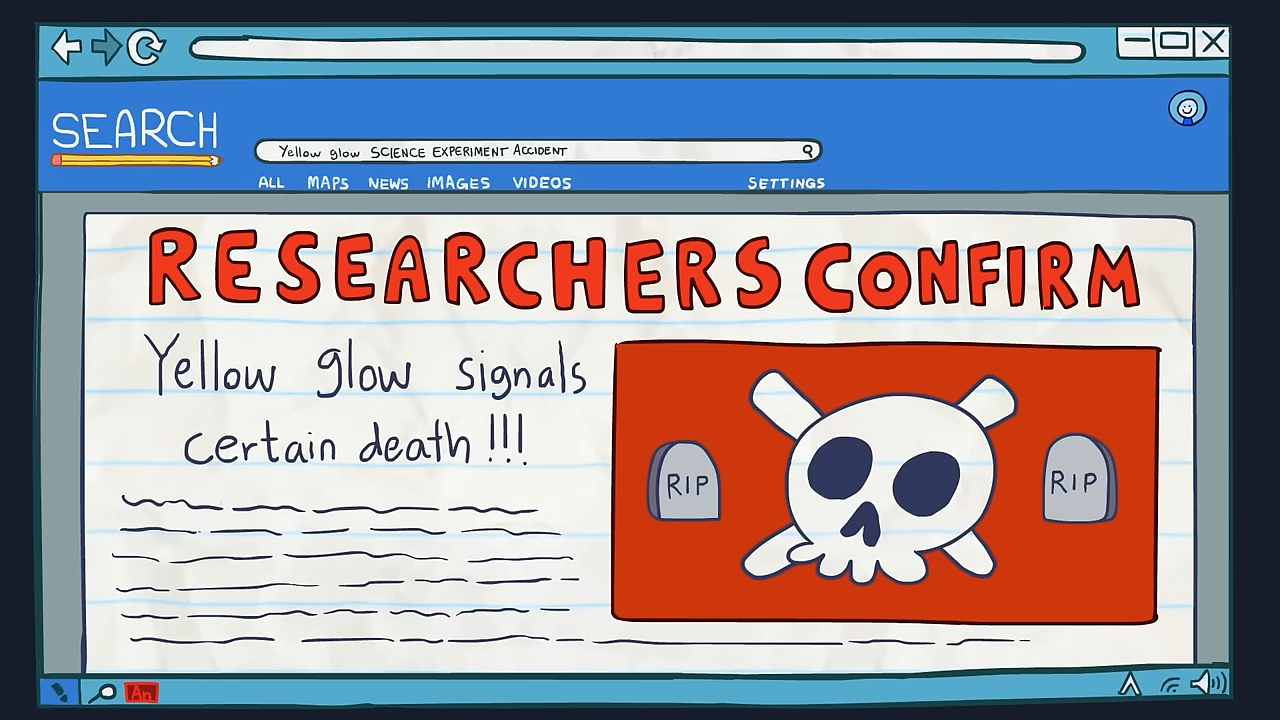 SEARCH
Yellow glow SCIENCE EXPERIMENT ACCIDENT
ALL MAPS NEWS IMAGES VIDEOS SETTINGS
RESEARCHERS CONFIRM
Yellow glow signals
certain death!!!
RIP
RIP
An